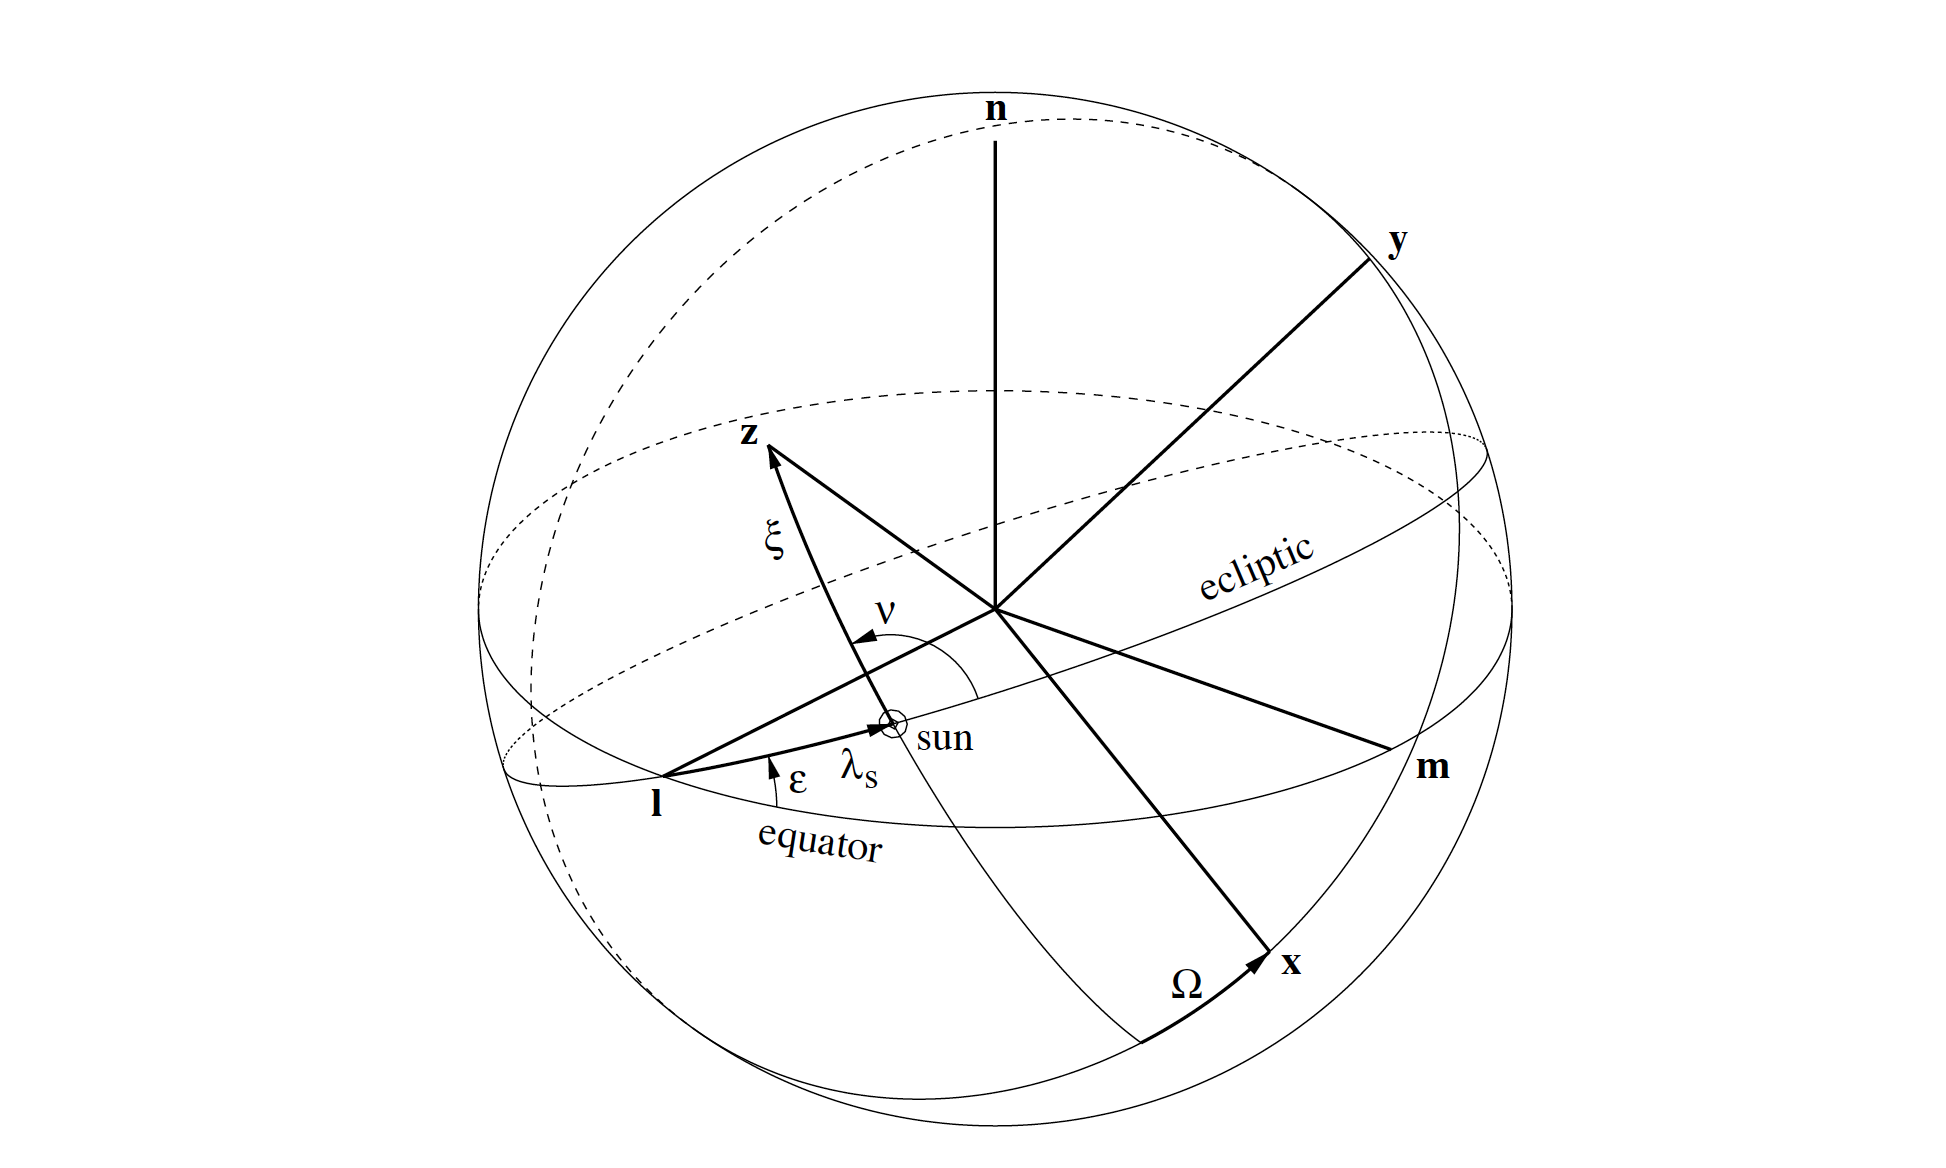 n
y
z
ξ
ν
ecliptic
sun
λs
ε
l
m
equator
Ω
x